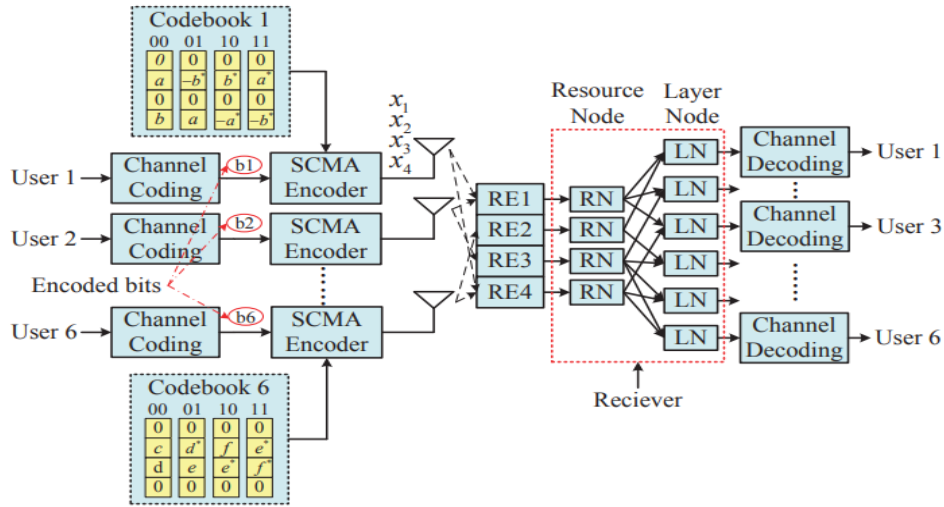 Codebook 1
00 01 10 11
0 0 0 0
a -b* b* a*
0 0 0 0
b a -a* -b*
x1
x2
x3
x4
Resource
Node
Layer
Node
User 1
Channel
Coding
b1
SCMA
Encoder
User 2
Channel
Coding
b2
SCMA
Encoder
Encoded bits
User 6
Channel
Coding
b6
SCMA
Encoder
RE1
RE2
RE3
RE4
RN
RN
RN
RN
LN
LN
LN
LN
LN
LN
Channel
Decoding
User 1
Channel
Decoding
User 3
Channel
Decoding
User 6
Reciever
Codebook 6
00 01 10 11
0 0 0 0
c d* f e*
d e e* f*
0 0 0 0